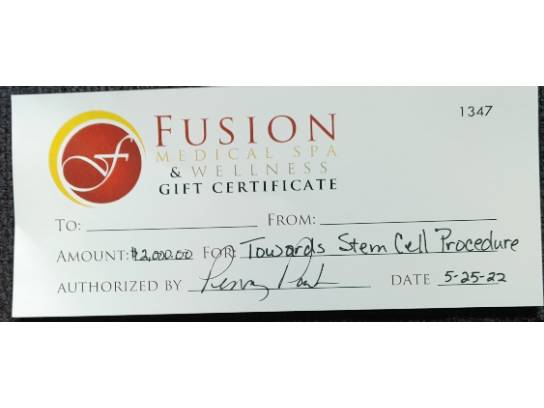 1347
FUSION
MEDICAL SPA
& WELLNESS
GIFT CERTIFICATE
TO: FROM:
AMOUNT: $2,000.00 FOR: Towards Stem Cell Procedure
AUTHORIZED BY DATE 5-25-22